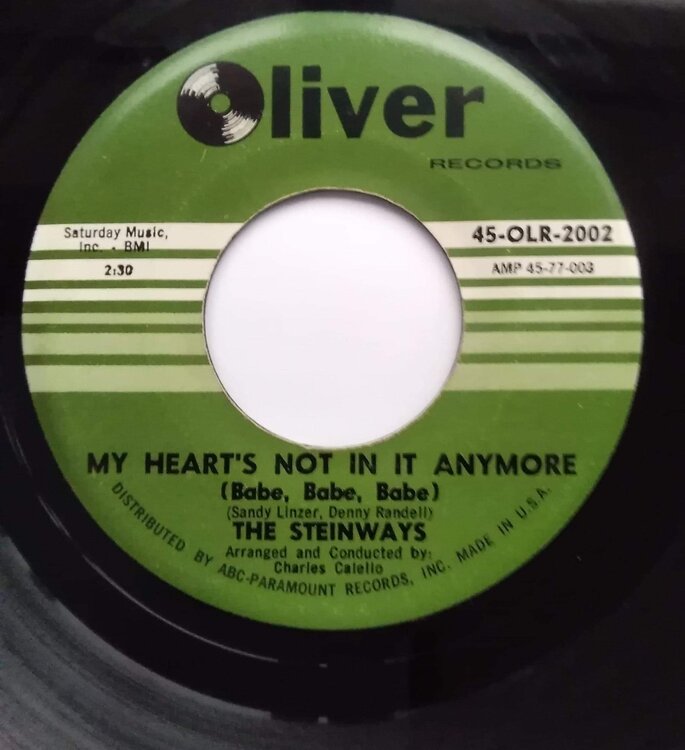 Oliver
RECORDS
Saturday Music,
Inc. - BMI
2:30
45-OLR-2002
AMP 45-77-003
MY HEART'S NOT IN IT ANYMORE
(Babe, Babe, Babe)
(Sandy Linzer, Denny Randell)
THE STEINWAYS
Arranged and Conducted by:
Charles Calello
DISTRIBUTED BY ABC-PARAMOUNT RECORDS, INC. MADE IN U.S.A.